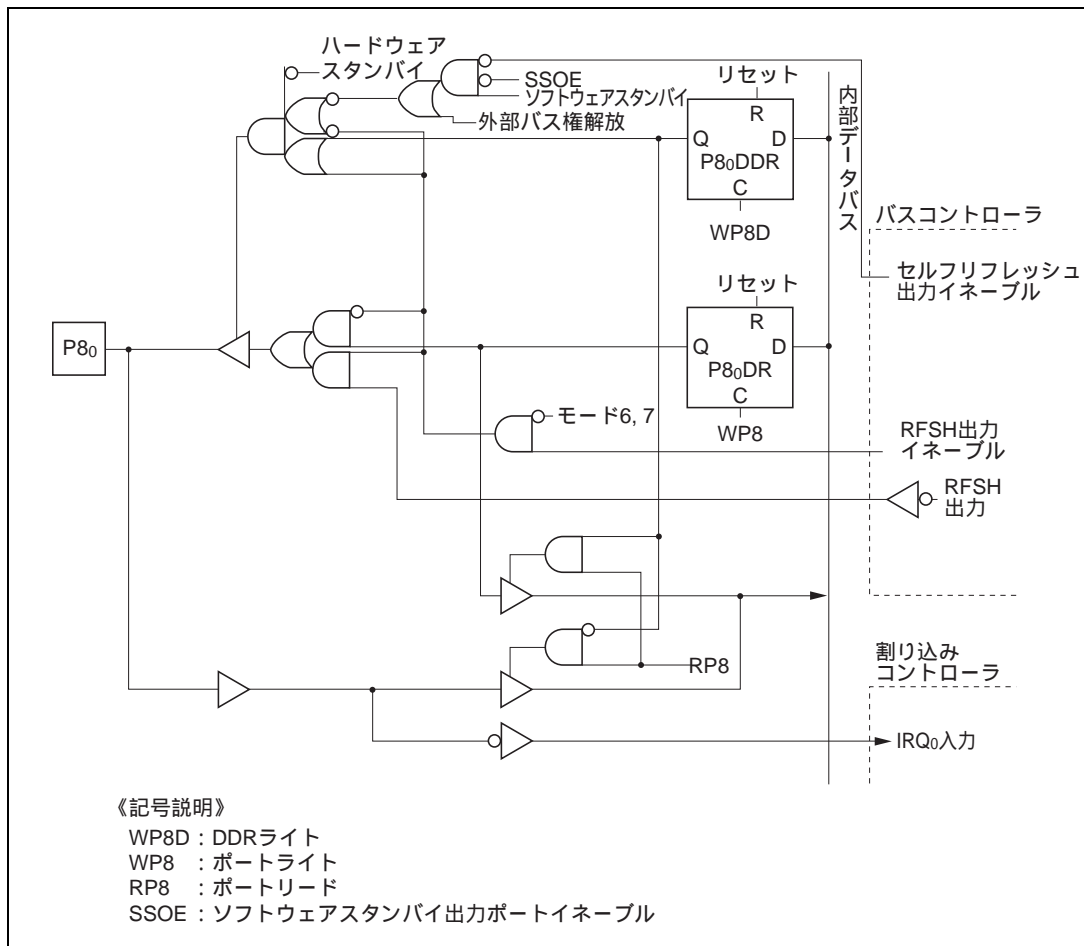 ハードウェア
スタンバイ
SSOE
ソフトウェアスタンバイ
外部バス権解放
リセット
R
Q
D
P80DDR
C
WP8D
内部データバス
バスコントローラ
セルフリフレッシュ
出力イネーブル
リセット
R
Q
D
P80DR
C
WP8
P80
モード6, 7
RFSH出力
イネーブル
RFSH
出力
RP8
割り込み
コントローラ
IRQ0入力
《記号説明》
WP8D：DDRライト
WP8　：ポートライト
RP8　：ポートリード
SSOE：ソフトウェアスタンバイ出力ポートイネーブル